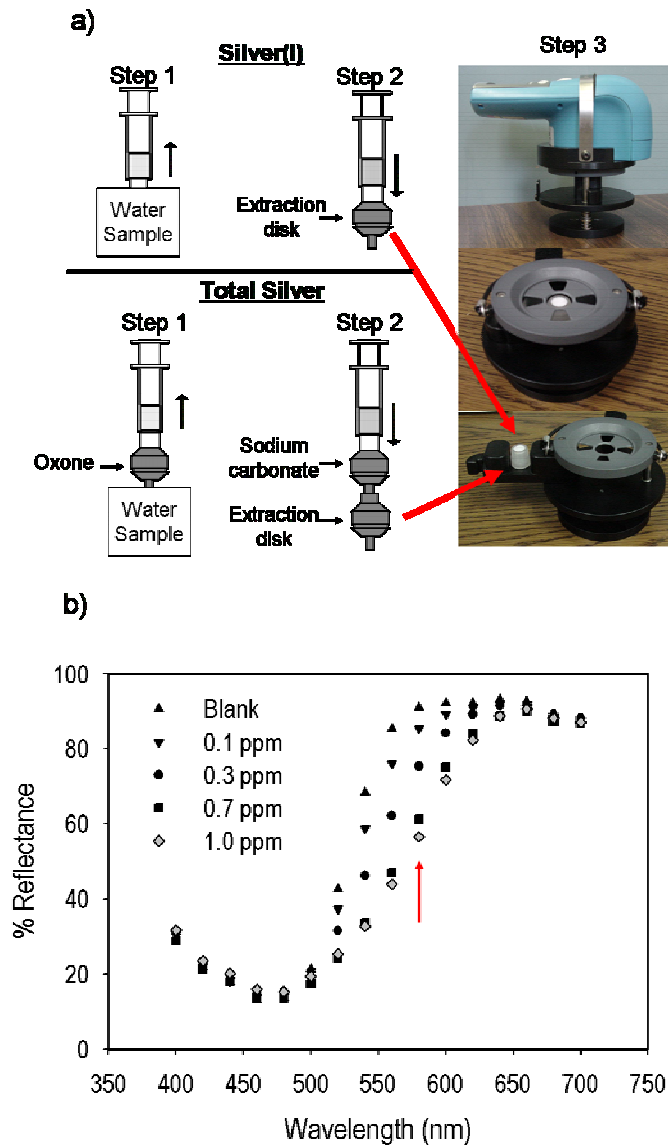 a)
Silver(I)
Step 1
Step 2
Step 3
Water
Sample
Extraction
disk
Total Silver
Step 1
Step 2
Oxone
Water
Sample
Sodium
carbonate
Extraction
disk
b)
% Reflectance
100
80
60
40
20
0
Blank
0.1 ppm
0.3 ppm
0.7 ppm
1.0 ppm
350 400 450 500 550 600 650 700 750
Wavelength (nm)